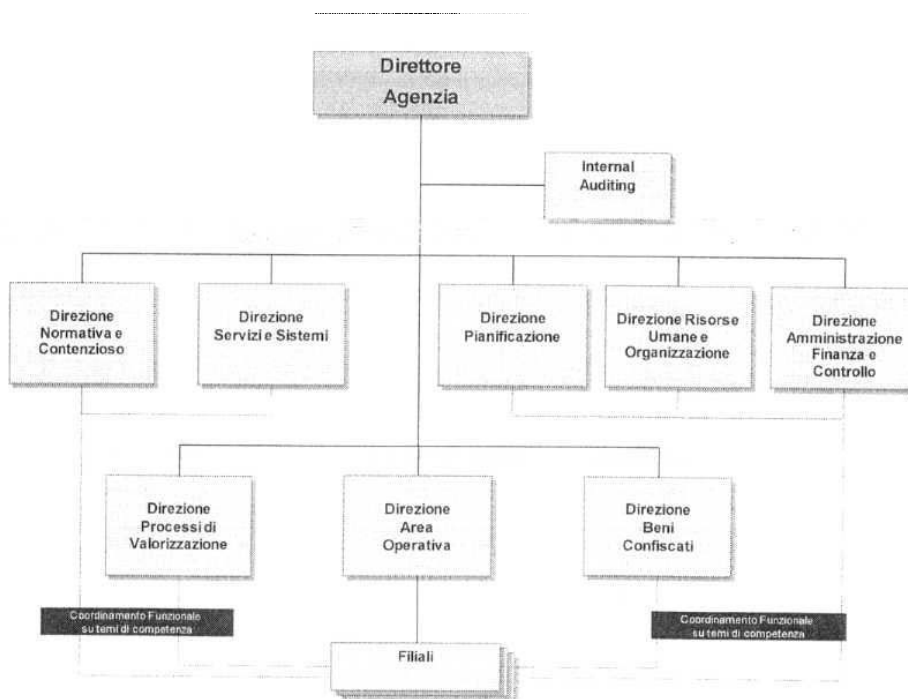 Direttore
Agenzia
Internal
Auditing
Direzione
Normativa e
Contenzioso
Direzione
Servizi e Sistemi
Direzione
Pianificazione
Direzione Risorse
Umane e
Organizzazione
Direzione
Amministrazione
Finanza e
Controllo
Direzione
Processi di
Valorizzazione
Direzione
Area
Operativa
Direzione
Beni
Confiscati
Coordinamento Funzionale
su temi di competenza
Coordinamento Funzionale
su temi di competenza
Filiali